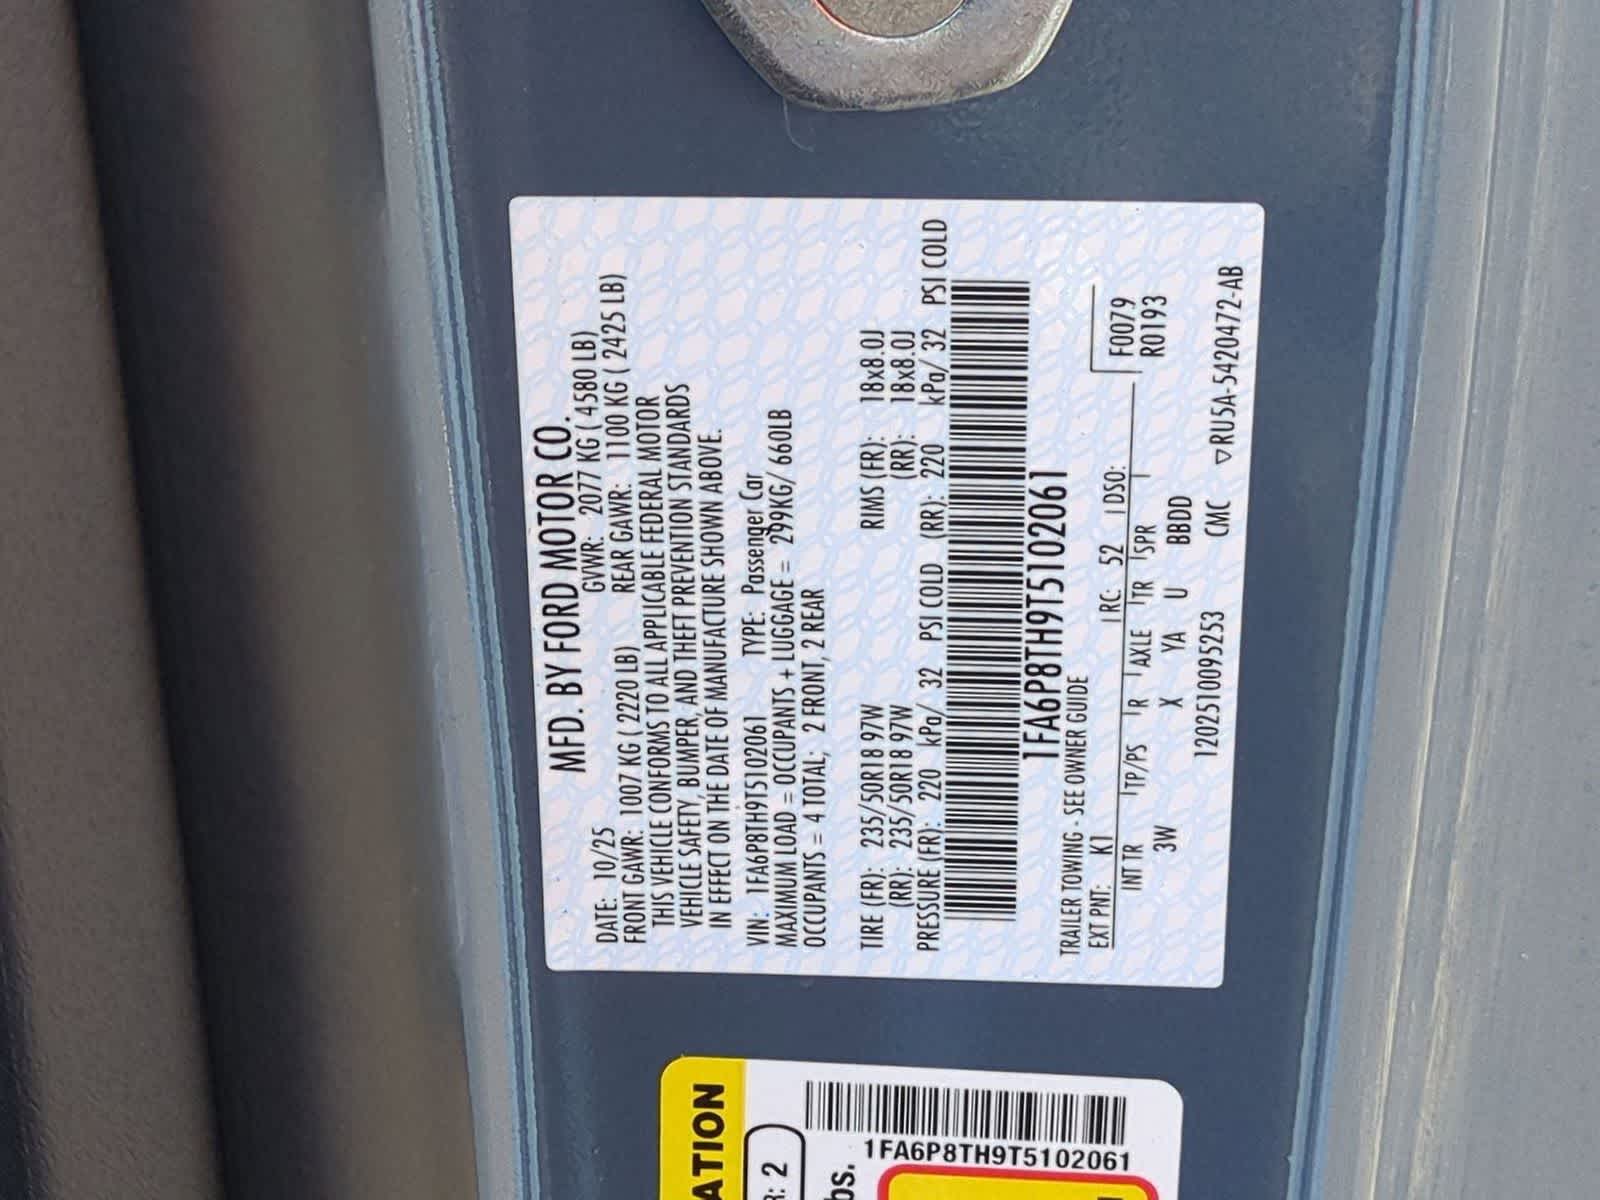 MFD. BY FORD MOTOR CO.
DATE: 10/25 GVWR: 2077 KG ( 4580 LB)
FRONT GAWR: 1007 KG ( 2220 LB) REAR GAWR: 1100 KG ( 2425 LB)
THIS VEHICLE CONFORMS TO ALL APPLICABLE FEDERAL MOTOR
VEHICLE SAFETY, BUMPER, AND THEFT PREVENTION STANDARDS
IN EFFECT ON THE DATE OF MANUFACTURE SHOWN ABOVE.
VIN: 1FA6P8TH9T5102061 TYPE: Passenger Car
MAXIMUM LOAD = OCCUPANTS + LUGGAGE = 299KG/ 660LB
OCCUPANTS = 4 TOTAL; 2 FRONT, 2 REAR
TIRE (FR): 235/50R18 97W RIMS (FR): 18x8.0J
(RR): 235/50R18 97W (RR): 18x8.0J
PRESSURE (FR): 220 kPa/ 32 PSI COLD (RR): 220 kPa/ 32 PSI COLD
1FA6P8TH9T5102061
TRAILER TOWING - SEE OWNER GUIDE
EXT PNT: K1 RC: 52 DSO:
INT TR TP/PS R AXLE TR SPR F0079
3W X YA U BBDD R0193
CMC
120251009525​3 ▽RU5A-5420472-AB
ATION
R: 2
1FA6P8TH9T5102061
bs.